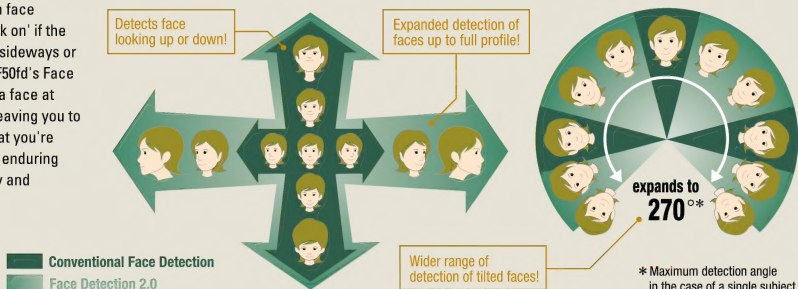 face
k on' if the
sideways or
F50fd's Face
a face at
eaving you to
at you're
enduring
y and
Detects face
looking up or down!
Expanded detection of
faces up to full profile!
expands to
270°*
Wider range of
detection of tilted faces!
* Maximum detection angle
in the case of a single subject
Conventional Face Detection
Face Detection 2.0